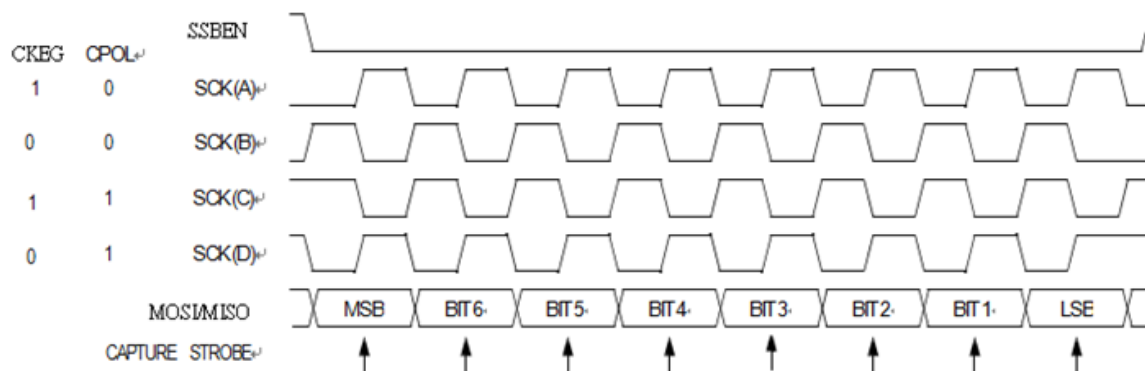 SSBEN
CKEG CPOL↵
1 0 SCK(A)↵
0 0 SCK(B)↵
1 1 SCK(C)↵
0 1 SCK(D)↵
MOSI/MISO MSB BIT6 BIT5 BIT4 BIT3 BIT2 BIT1 LSB
CAPTURE STROBE↵